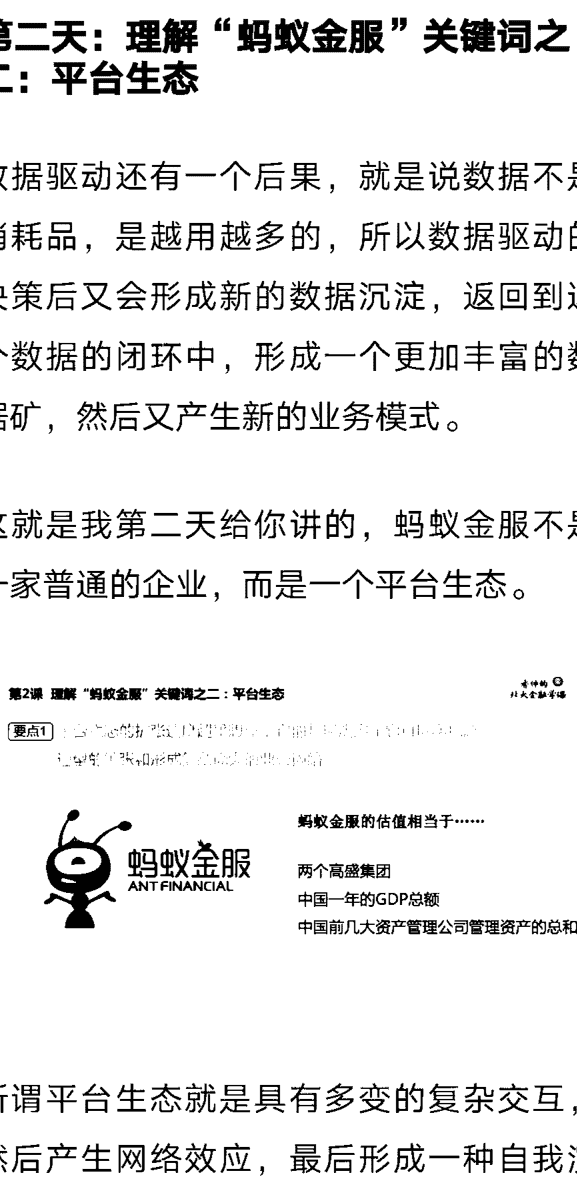 第二天：理解“蚂蚁金服”关键词之
二：平台生态
数据驱动还有一个后果，就是说数据不是
消耗品，是越用越多的，所以数据驱动的
决策后又会形成新的数据沉淀，返回到这
个数据的闭环中，形成一个更加丰富的数
据矿，然后又产生新的业务模式。
这就是我第二天给你讲的，蚂蚁金服不是
一家普通的企业，而是一个平台生态。
第2课 理解“蚂蚁金服”关键词之二：平台生态
香帅的
北大金融学课
要点1
蚂蚁金服
ANT FINANCIAL
蚂蚁金服的估值相当于……
两个高盛集团
中国一年的GDP总额
中国前几大资产管理公司管理资产的总和
所谓平台生态就是具有多变的复杂交互，
然后产生网络效应，最后形成一种自我演